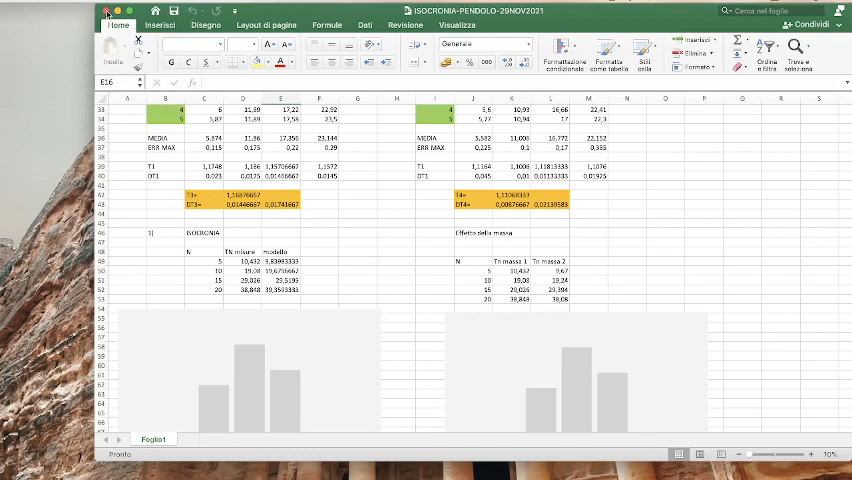 ISOCRONIA-PENDOLO-29NOV2021
Cerca nel foglio
Home Inserisci Disegno Layout di pagina Formule Dati Revisione Visualizza Condividi
Incolla G C S A A A Generale % 000 Formattazione condizionale Formatta come tabella Stili cella Inserisci Elimina Formato Ordina e filtra Trova e seleziona
E16 fx
A B C D E F G H I J K L M N O P Q R S
33 4 6 11,89 17,22 22,92 4 5,6 10,93 16,66 22,41
34 5 5,87 11,89 17,58 23,5 5 5,77 10,94 17 22,3
35
36 MEDIA 5,874 11,86 17,356 23,144 MEDIA 5,582 11,006 16,772 22,152
37 ERR MAX 0,115 0,175 0,22 0,29 ERR MAX 0,225 0,1 0,17 0,385
38
39 T1 1,1748 1,186 1,15706667 1,1572 T1 1,1164 1,1006 1,11813333 1,1076
40 DT1 0,023 0,0175 0,01466667 0,0145 DT1 0,045 0,01 0,01133333 0,01925
41
42 T3= 1,16876667 T4= 1,11068333
43 DT3= 0,01446667 0,01741667 DT4= 0,00876667 0,02139583
44
46 1) ISOCRONIA Effetto della massa
47
48 N TN misure modello
49 5 10,432 9,83983333 N Tn massa 1 Tn massa 2
50 10 19,08 19,6796667 5 10,432 9,67
51 15 29,026 29,5195 10 19,08 19,24
52 20 38,848 39,3593333 15 29,026 29,394
53 20 38,848 38,08
54
55
56
57
58
59
60
61
62
63
64
65
66
67
Foglio1
Pronto 10%